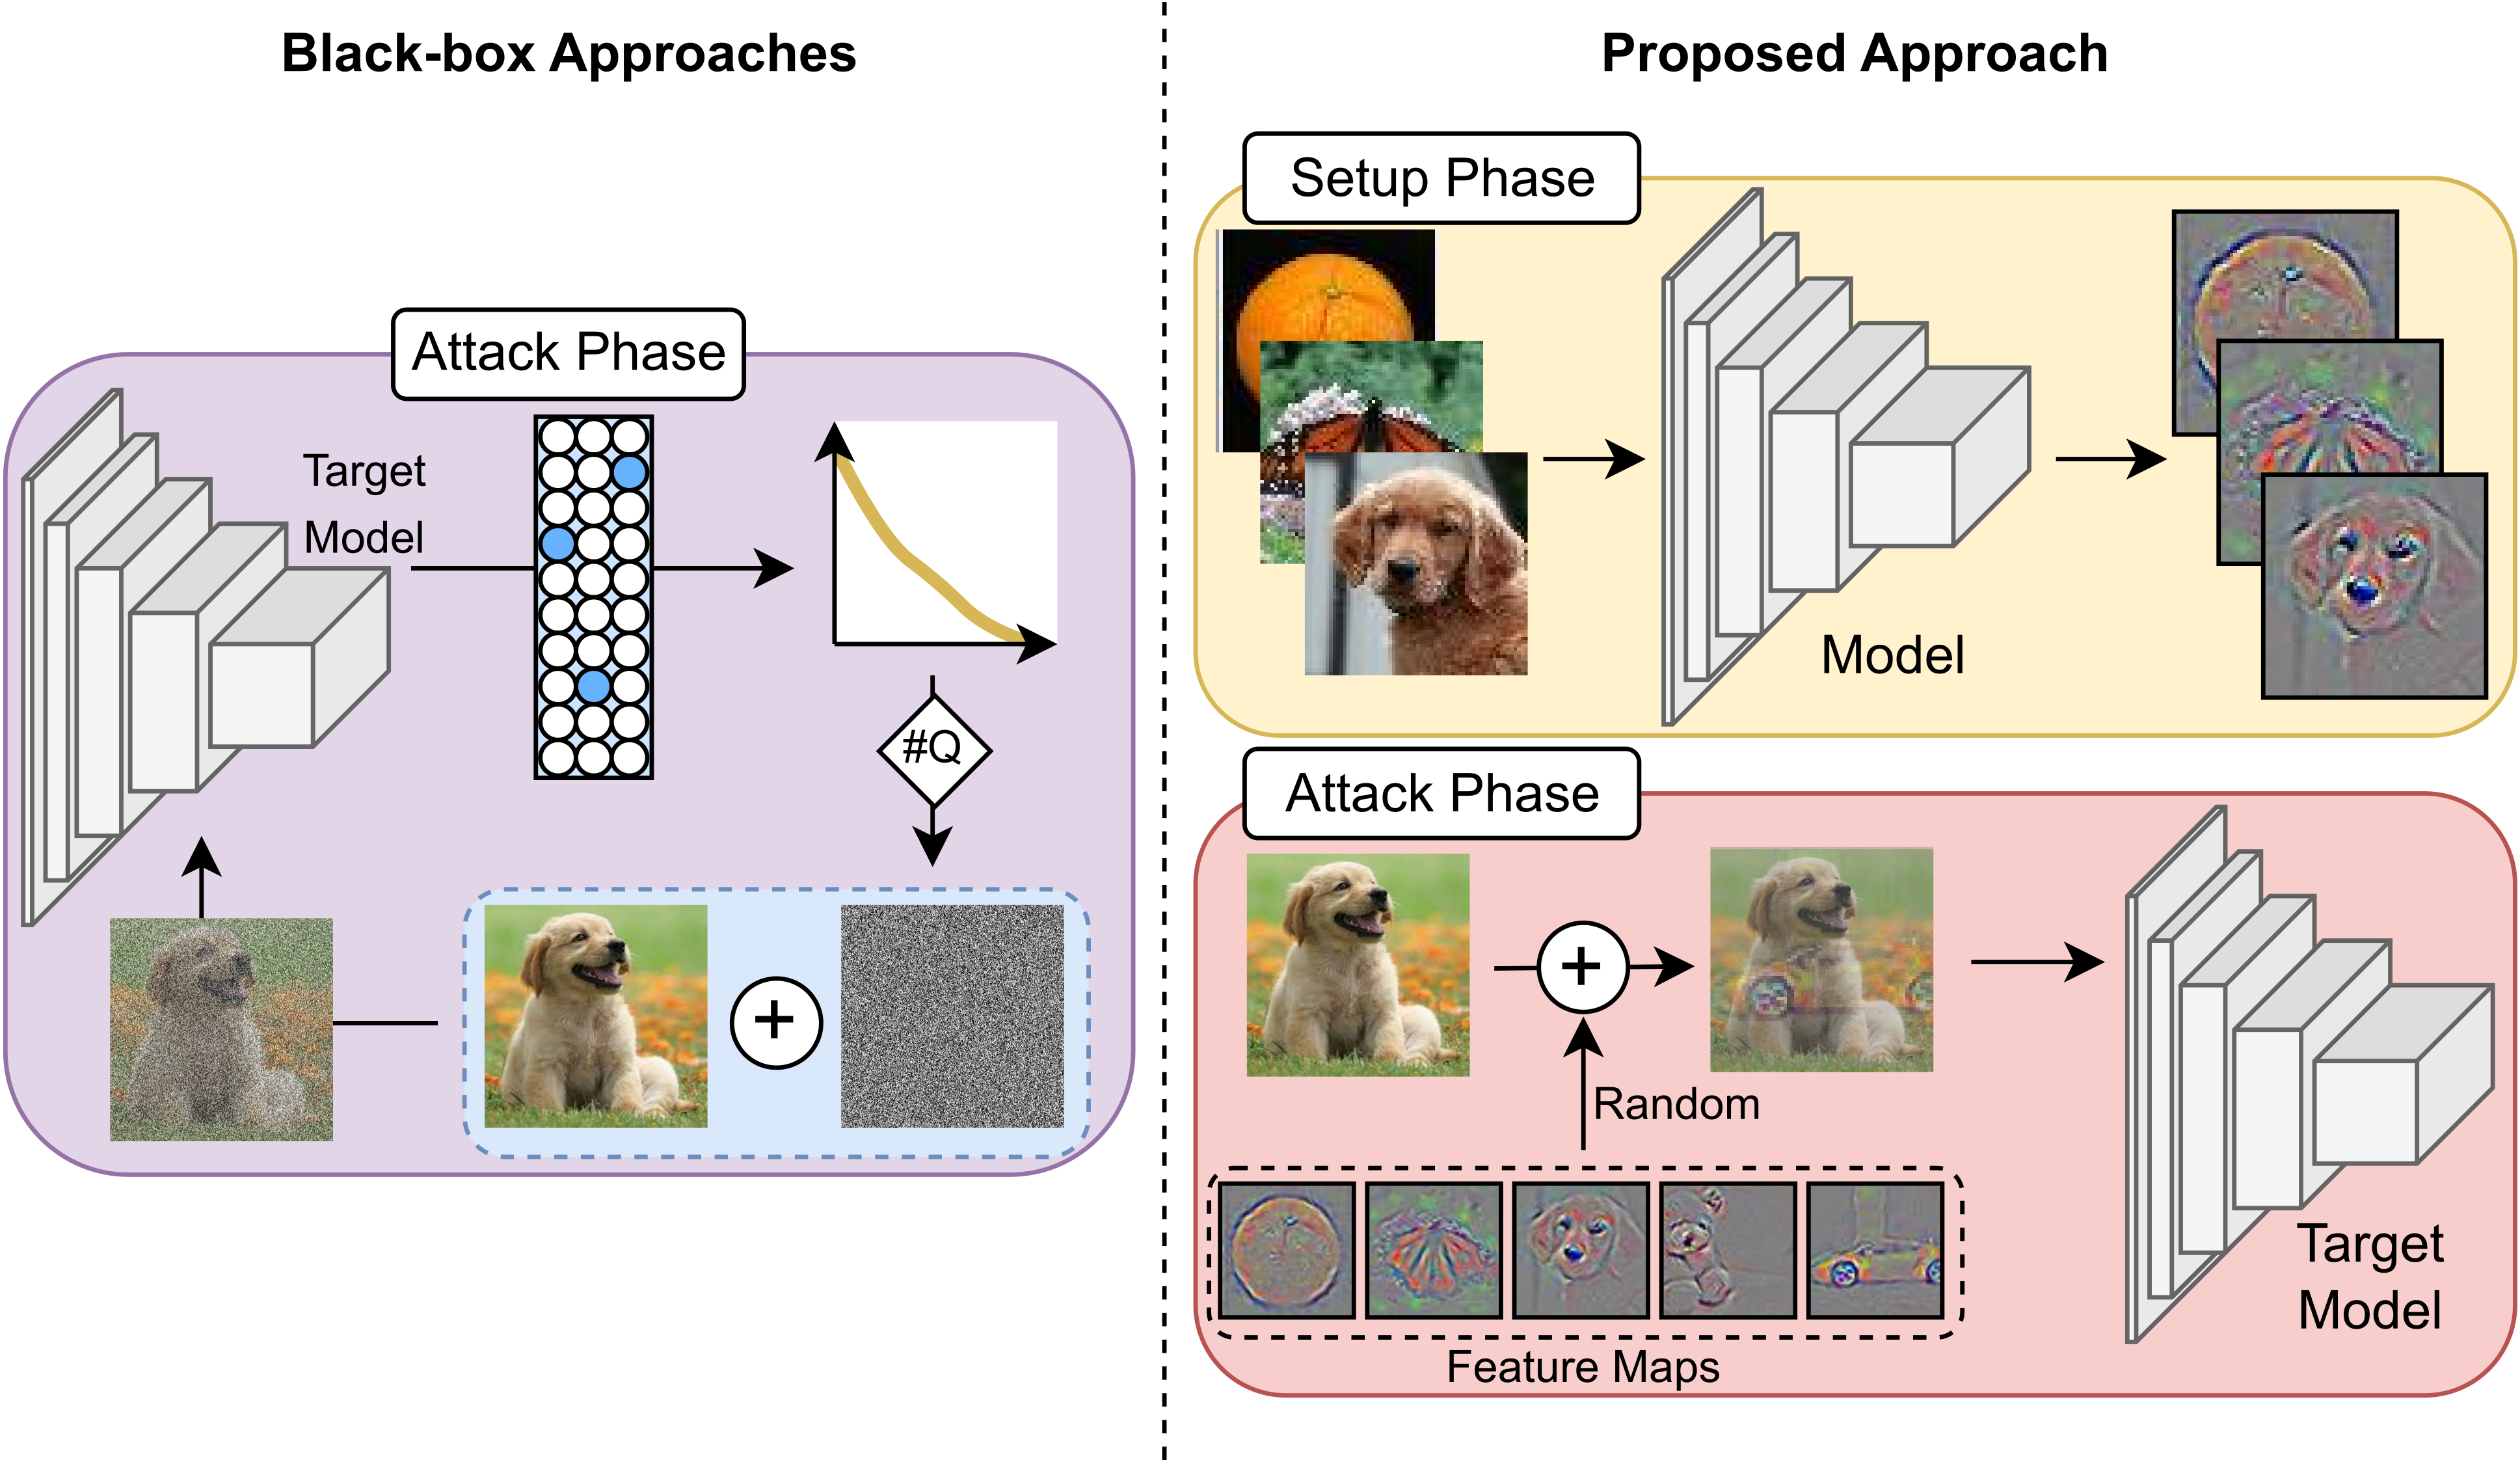 Black-box Approaches
Attack Phase
Target
Model
#Q
+
Proposed Approach
Setup Phase
Model
Attack Phase
+
Random
Feature Maps
Target
Model